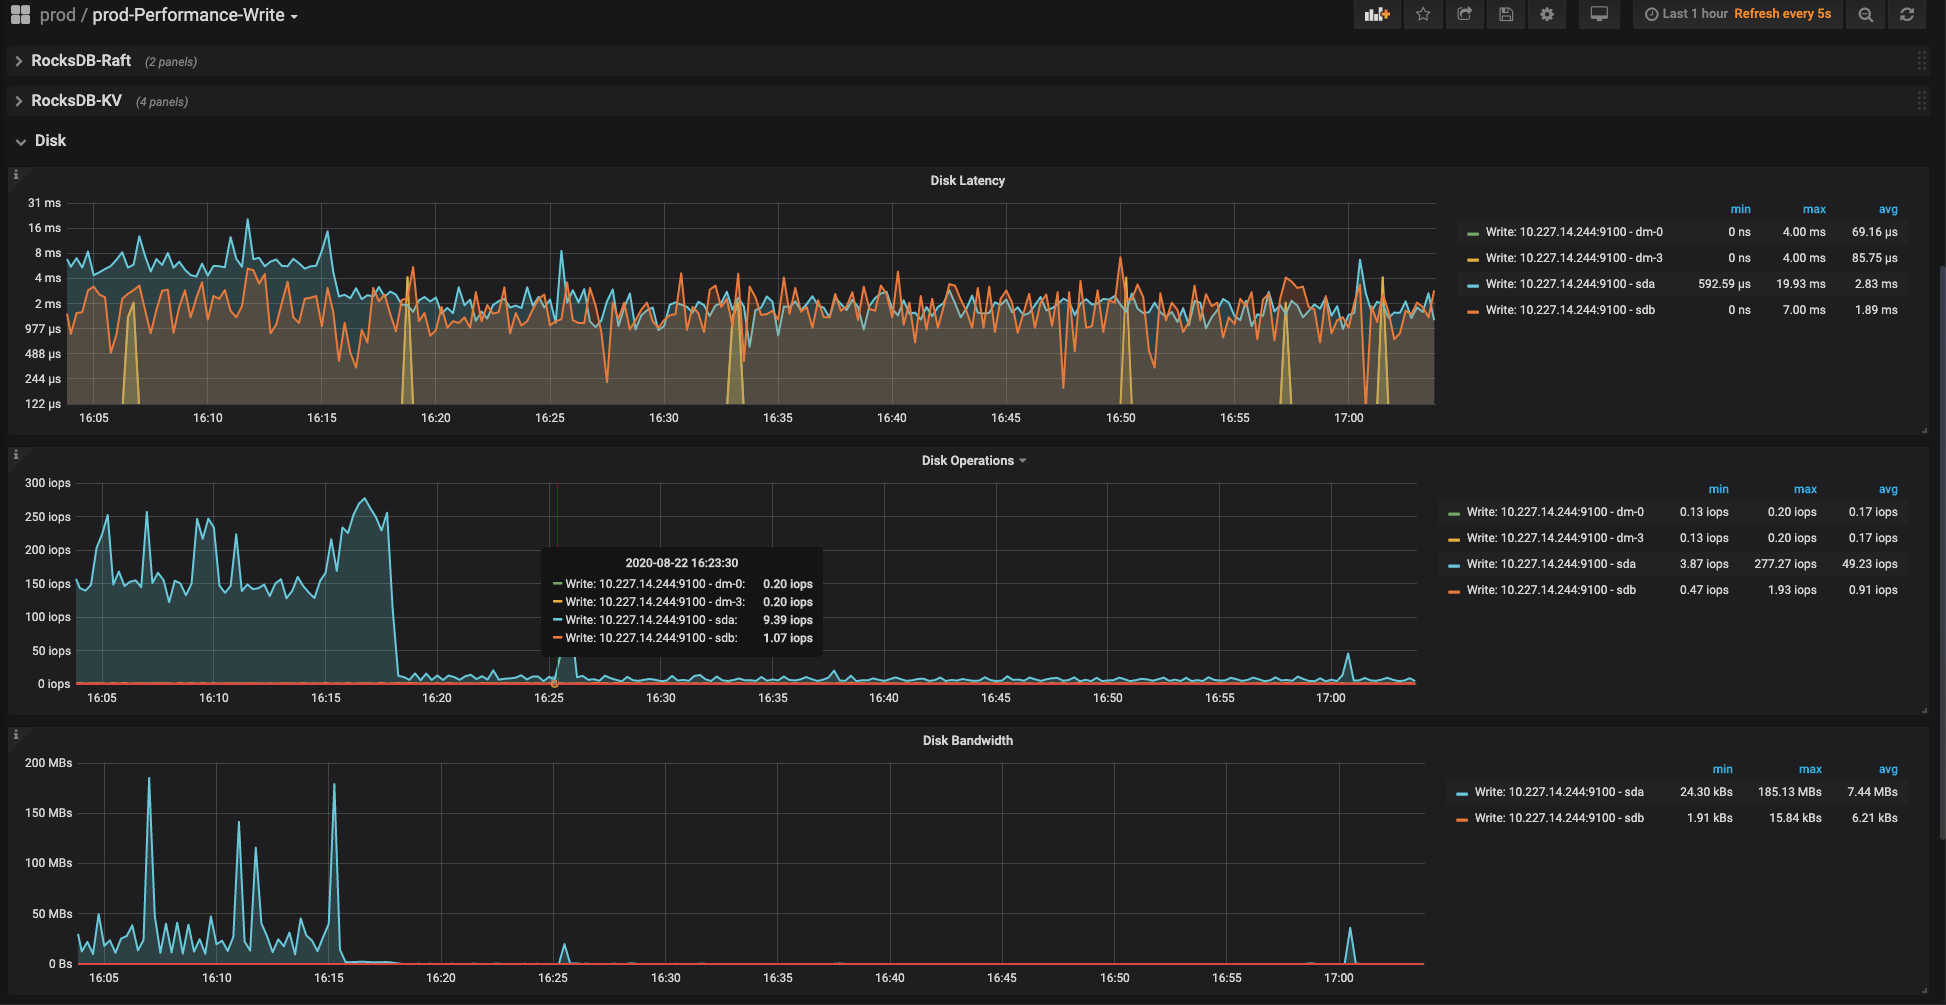 prod / prod-Performance-Write
Last 1 hour Refresh every 5s
RocksDB-Raft (2 panels)
RocksDB-KV (4 panels)
Disk
Disk Latency
31 ms
16 ms
8 ms
4 ms
2 ms
977 µs
488 µs
244 µs
122 µs
16:05 16:10 16:15 16:20 16:25 16:30 16:35 16:40 16:45 16:50 16:55 17:00
min max avg
Write: 10.227.14.244:9100 - dm-0 0 ns 4.00 ms 69.16 µs
Write: 10.227.14.244:9100 - dm-3 0 ns 4.00 ms 85.75 µs
Write: 10.227.14.244:9100 - sda 592.59 µs 19.93 ms 2.83 ms
Write: 10.227.14.244:9100 - sdb 0 ns 7.00 ms 1.89 ms
Disk Operations
300 iops
250 iops
200 iops
150 iops
100 iops
50 iops
0 iops
16:05 16:10 16:15 16:20 16:25 16:30 16:35 16:40 16:45 16:50 16:55 17:00
2020-08-22 16:23:30
Write: 10.227.14.244:9100 - dm-0: 0.20 iops
Write: 10.227.14.244:9100 - dm-3: 0.20 iops
Write: 10.227.14.244:9100 - sda: 9.39 iops
Write: 10.227.14.244:9100 - sdb: 1.07 iops
min max avg
Write: 10.227.14.244:9100 - dm-0 0.13 iops 0.20 iops 0.17 iops
Write: 10.227.14.244:9100 - dm-3 0.13 iops 0.20 iops 0.17 iops
Write: 10.227.14.244:9100 - sda 3.87 iops 277.27 iops 49.23 iops
Write: 10.227.14.244:9100 - sdb 0.47 iops 1.93 iops 0.91 iops
Disk Bandwidth
200 MBs
150 MBs
100 MBs
50 MBs
0 Bs
16:05 16:10 16:15 16:20 16:25 16:30 16:35 16:40 16:45 16:50 16:55 17:00
min max avg
Write: 10.227.14.244:9100 - sda 24.30 kBs 185.13 MBs 7.44 MBs
Write: 10.227.14.244:9100 - sdb 1.91 kBs 15.84 kBs 6.21 kBs